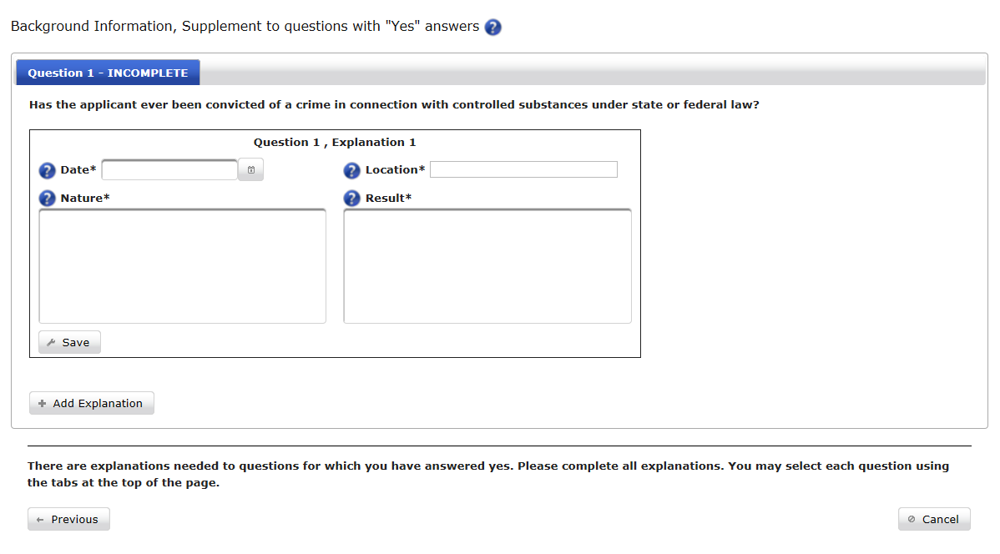 Background Information, Supplement to questions with "Yes" answers
Question 1 - INCOMPLETE
Has the applicant ever been convicted of a crime in connection with controlled substances under state or federal law?
Question 1 , Explanation 1
Date*
Location*
Nature*
Result*
Save
Add Explanation
There are explanations needed to questions for which you have answered yes. Please complete all explanations. You may select each question using
the tabs at the top of the page.
Previous
Cancel